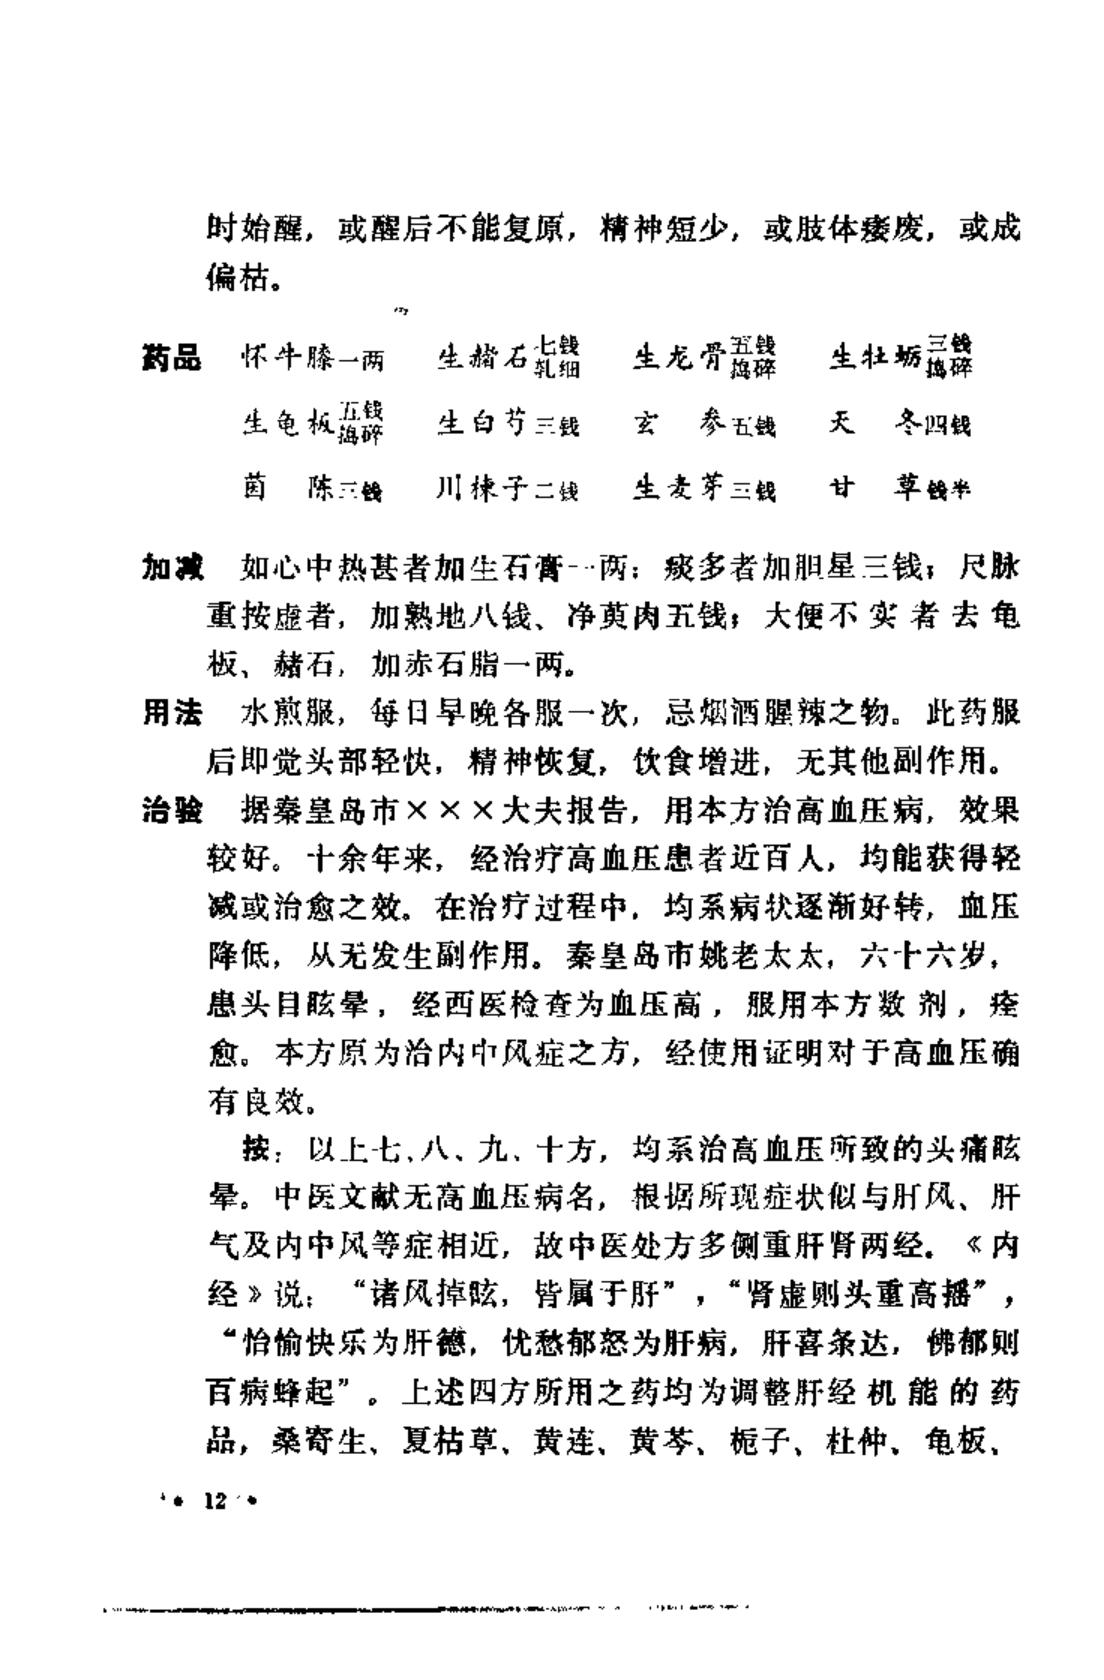 时始醒，或醒后不能复原，精神短少，或肢体痿废，或成
偏枯。
药品 怀牛膝一两 生赭石七钱轧细 生龙骨五钱捣碎 生牡蛎三钱捣碎
生龟板五钱捣碎 生白芍三钱 玄参五钱 天冬四钱
茵陈三钱 川楝子二钱 生麦芽三钱 甘草钱半
加减 如心中热甚者加生石膏一两；痰多者加胆星三钱；尺脉
重按虚者，加熟地八钱、净萸肉五钱；大便不实者去龟
板、赭石，加赤石脂一两。
用法 水煎服，每日早晚各服一次，忌烟酒腥辣之物。此药服
后即觉头部轻快，精神恢复，饮食增进，无其他副作用。
治验 据秦皇岛市×××大夫报告，用本方治高血压病，效果
较好。十余年来，经治疗高血压患者近百人，均能获得轻
减或治愈之效。在治疗过程中，均系病状逐渐好转，血压
降低，从无发生副作用。秦皇岛市姚老太太，六十六岁，
患头目眩晕，经西医检查为血压高，服用本方数剂，痊
愈。本方原为治内中风症之方，经使用证明对于高血压确
有良效。
按：以上七、八、九、十方，均系治高血压所致的头痛眩
晕。中医文献无高血压病名，根据所现症状似与肝风、肝
气及内中风等症相近，故中医处方多侧重肝肾两经。《内
经》说：“诸风掉眩，皆属于肝”，“肾虚则头重高摇”，
“怡愉快乐为肝德，优愁郁怒为肝病，肝喜条达，佛郁则
百病蜂起”。上述四方所用之药均为调整肝经机能的药
品，桑寄生、夏枯草、黄连、黄芩、栀子、杜仲、龟板、
• 12 •